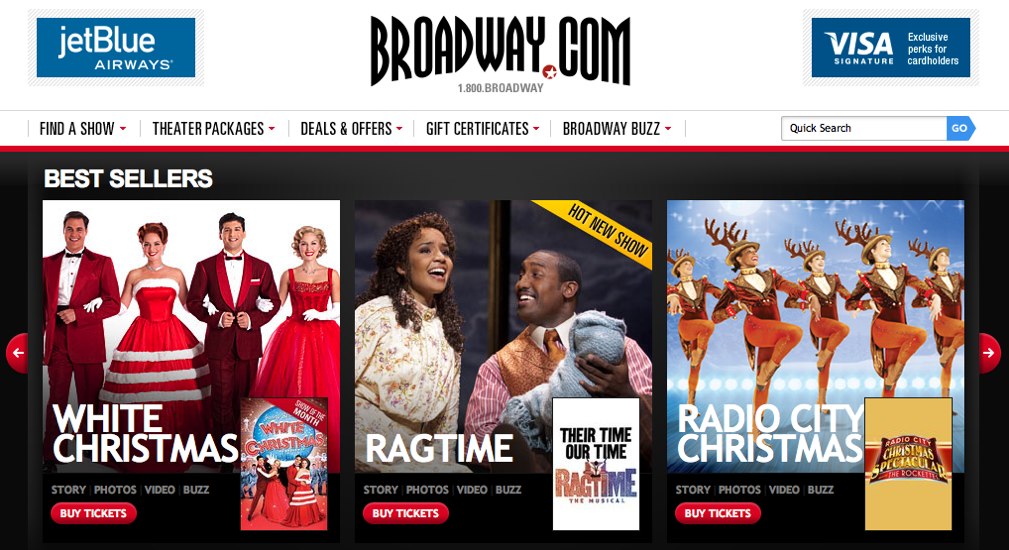 jetBlue
AIRWAYS®
BROADWAY.COM
1.800.BROADWAY
VISA
SIGNATURE
Exclusive
perks for
cardholders
FIND A SHOW
THEATER PACKAGES
DEALS & OFFERS
GIFT CERTIFICATES
BROADWAY BUZZ
Quick Search
GO
BEST SELLERS
WHITE
CHRISTMAS
SHOW OF THE
MONTH
WHITE
CHRISTMAS
STORY | PHOTOS | VIDEO | BUZZ
BUY TICKETS
HOT NEW SHOW
RAGTIME
THEIR TIME
OUR TIME
RAGTIME
THE MUSICAL
STORY | PHOTOS | VIDEO | BUZZ
BUY TICKETS
RADIO CITY
CHRISTMAS
RADIO CITY
CHRISTMAS
SPECTACULAR
THE ROCKETTES
STORY | PHOTOS | VIDEO | BUZZ
BUY TICKETS